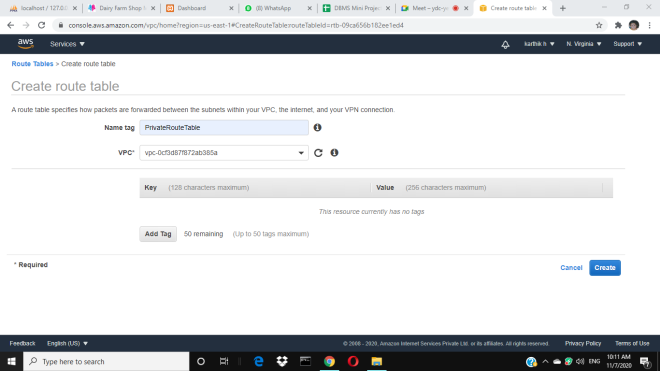 localhost / 127.0.
Dairy Farm Shop
Dashboard
(8) WhatsApp
DBMS Mini Projec
Meet – ydc-j
Create route table
console.aws.amazon.com/vpc/home?region=us-east-1#CreateRouteTable:routeTableId=rtb-09ca656b182ee1ed4
aws Services karthik h N. Virginia Support
Route Tables > Create route table
Create route table
A route table specifies how packets are forwarded between the subnets within your VPC, the internet, and your VPN connection.
Name tag PrivateRouteTable
VPC* vpc-0cf3d87f872ab385a
Key (128 characters maximum) Value (256 characters maximum)
This resource currently has no tags
Add Tag 50 remaining (Up to 50 tags maximum)
* Required Cancel Create
Feedback English (US) © 2008 - 2020, Amazon Internet Services Private Ltd. or its affiliates. All rights reserved. Privacy Policy Terms of Use
Type here to search ENG 10:11 AM
11/7/2020